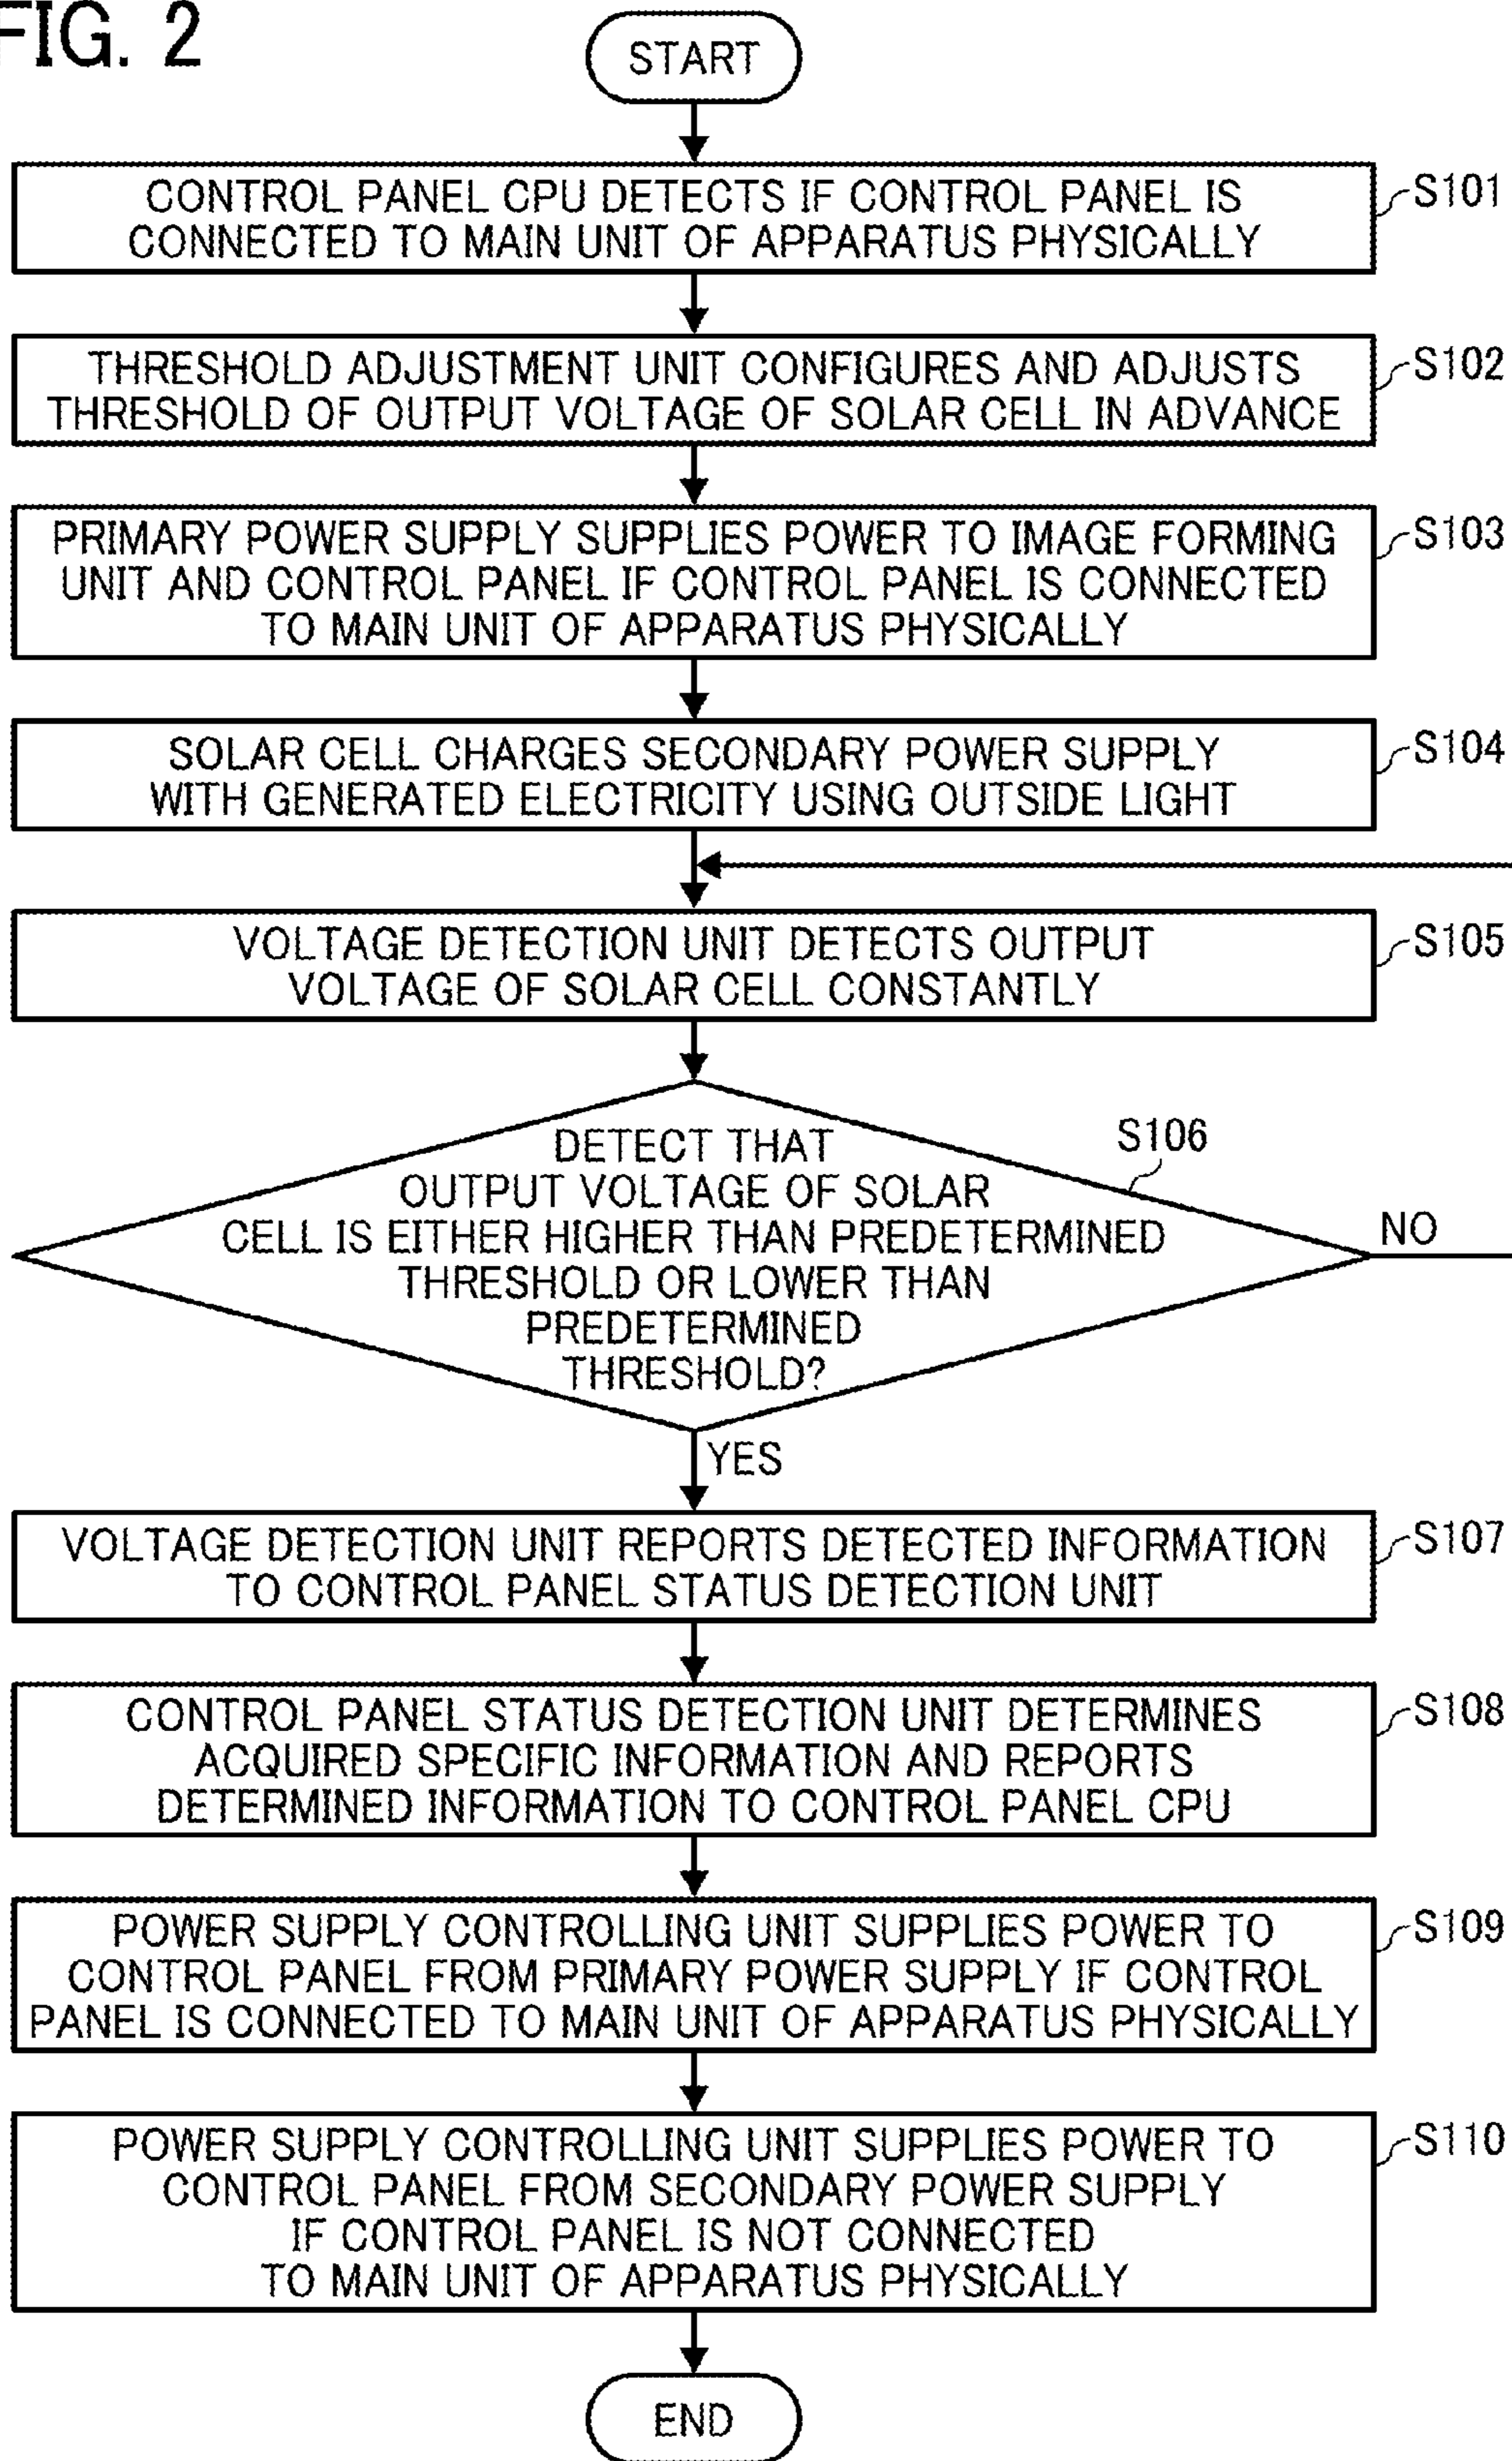 FIG. 2
START
CONTROL PANEL CPU DETECTS IF CONTROL PANEL IS
CONNECTED TO MAIN UNIT OF APPARATUS PHYSICALLY
S101
THRESHOLD ADJUSTMENT UNIT CONFIGURES AND ADJUSTS
THRESHOLD OF OUTPUT VOLTAGE OF SOLAR CELL IN ADVANCE
S102
PRIMARY POWER SUPPLY SUPPLIES POWER TO IMAGE FORMING
UNIT AND CONTROL PANEL IF CONTROL PANEL IS CONNECTED
TO MAIN UNIT OF APPARATUS PHYSICALLY
S103
SOLAR CELL CHARGES SECONDARY POWER SUPPLY
WITH GENERATED ELECTRICITY USING OUTSIDE LIGHT
S104
VOLTAGE DETECTION UNIT DETECTS OUTPUT
VOLTAGE OF SOLAR CELL CONSTANTLY
S105
DETECT THAT
OUTPUT VOLTAGE OF SOLAR
CELL IS EITHER HIGHER THAN PREDETERMINED
THRESHOLD OR LOWER THAN
PREDETERMINED
THRESHOLD?
S106
NO
YES
VOLTAGE DETECTION UNIT REPORTS DETECTED INFORMATION
TO CONTROL PANEL STATUS DETECTION UNIT
S107
CONTROL PANEL STATUS DETECTION UNIT DETERMINES
ACQUIRED SPECIFIC INFORMATION AND REPORTS
DETERMINED INFORMATION TO CONTROL PANEL CPU
S108
POWER SUPPLY CONTROLLING UNIT SUPPLIES POWER TO
CONTROL PANEL FROM PRIMARY POWER SUPPLY IF CONTROL
PANEL IS CONNECTED TO MAIN UNIT OF APPARATUS PHYSICALLY
S109
POWER SUPPLY CONTROLLING UNIT SUPPLIES POWER TO
CONTROL PANEL FROM SECONDARY POWER SUPPLY
IF CONTROL PANEL IS NOT CONNECTED
TO MAIN UNIT OF APPARATUS PHYSICALLY
S110
END